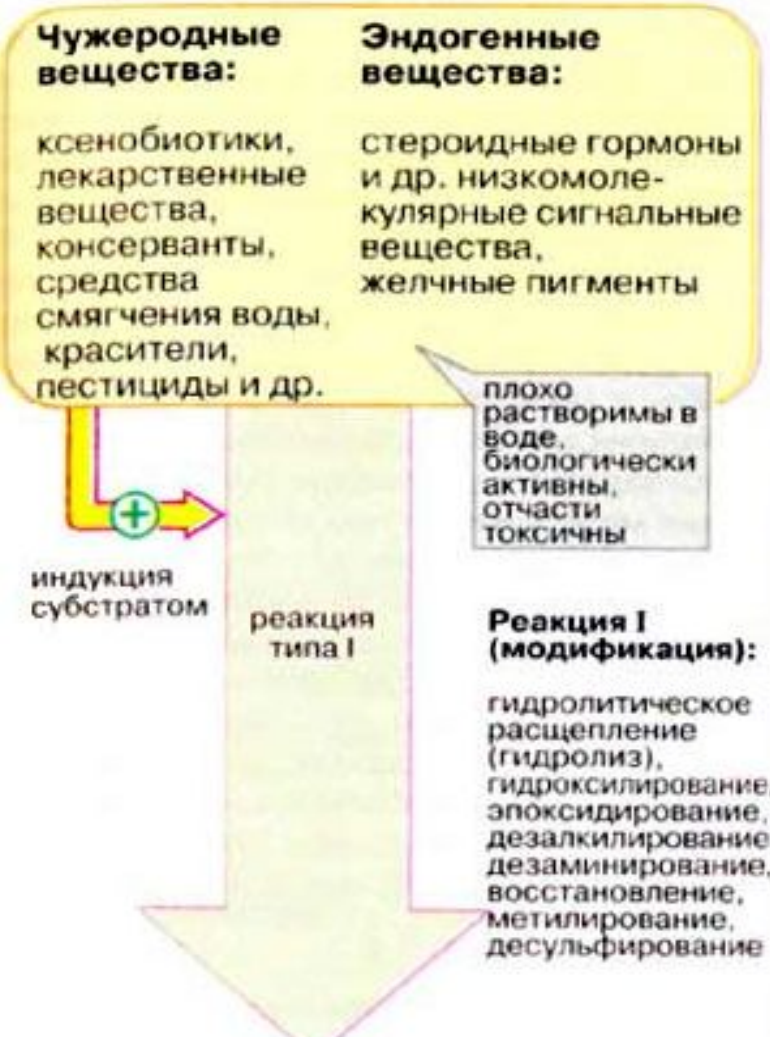 Чужеродные
вещества:
ксенобиотики,
лекарственные
вещества,
консерванты,
средства
смягчения воды,
красители,
пестициды и др.
Эндогенные
вещества:
стероидные гормоны
и др. низкомоле-
кулярные сигнальные
вещества,
желчные пигменты
плохо
растворимы в
воде,
биологически
активны,
отчасти
токсичны
+
индукция
субстратом
реакция
типа I
Реакция I
(модификация):
гидролитическое
расщепление
(гидролиз),
гидроксилирование,
эпоксидирование,
дезалкилирование
дезаминирование,
восстановление,
метилирование,
десульфирование